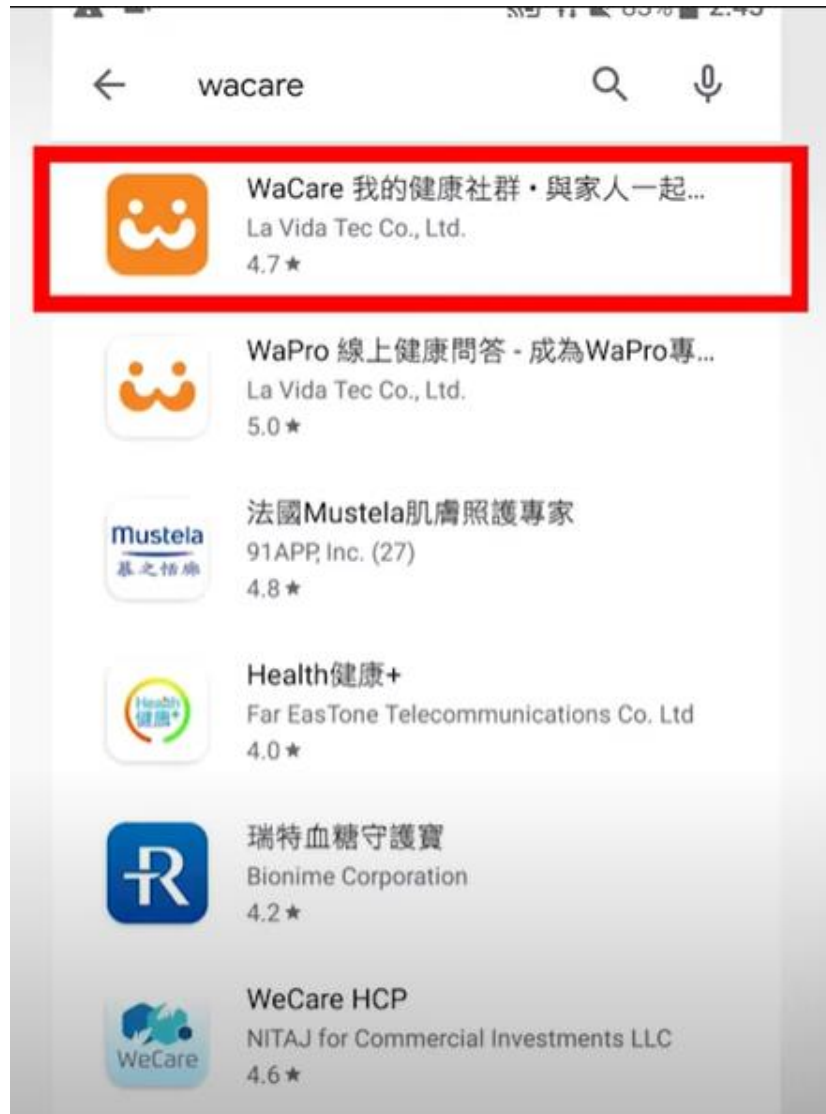 wacare
WaCare 我的健康社群・與家人一起...
La Vida Tec Co., Ltd.
4.7★
WaPro 線上健康問答 - 成為WaPro專...
La Vida Tec Co., Ltd.
5.0★
mustela
慕之恬廊
法國Mustela肌膚照護專家
91APP, Inc. (27)
4.8★
Health
健康+
Health健康+
Far EasTone Telecommunications Co. Ltd
4.0★
瑞特血糖守護寶
Bionime Corporation
4.2★
WeCare
WeCare HCP
NITAJ for Commercial Investments LLC
4.6★